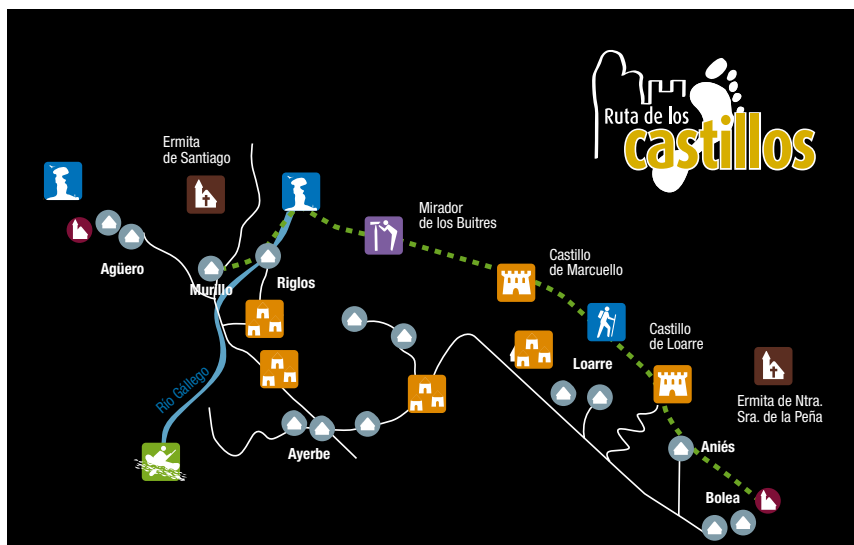 Ruta de los
castillos
Ermita
de Santiago
Mirador
de los Buitres
Castillo
de Marcuello
Castillo
de Loarre
Agüero
Murillo
Riglos
Loarre
Río Gállego
Ermita de Ntra.
Sra. de la Peña
Ayerbe
Aniés
Bolea